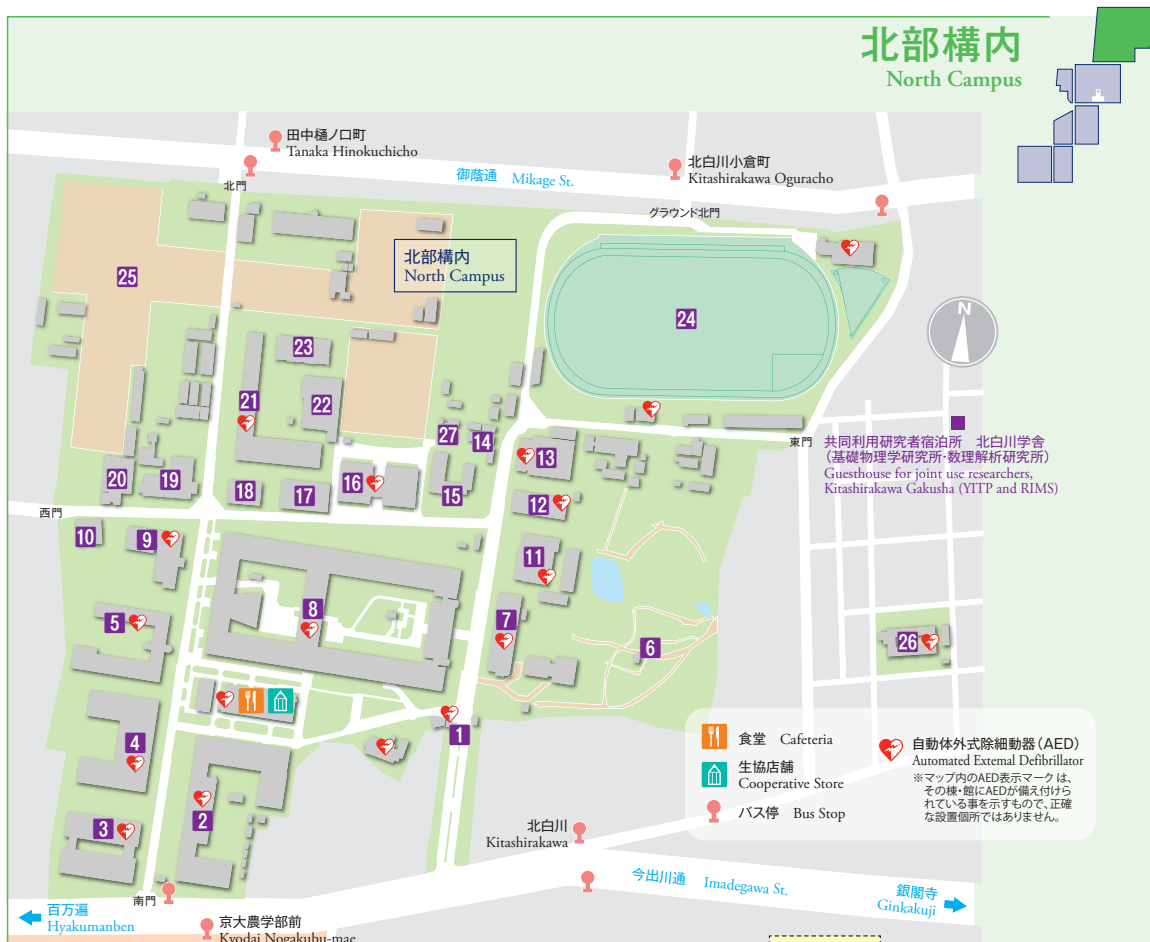 北部構内
North Campus
田中樋ノ口町
Tanaka Hinokuchicho
北白川小倉町
Kitashirakawa Oguracho
御蔭通 Mikage St.
北門
グラウンド北門
北部構内
North Campus
25
24
N
23
21
22
27
14
13
東門
共同利用研究者宿泊所 北白川学舎
(基礎物理学研究所・数理解析研究所)
Guesthouse for joint use researchers,
Kitashirakawa Gakusha (YITP and RIMS)
20
19
18
17
16
15
12
西門
10
9
11
8
7
5
6
26
4
1
3
2
食堂 Cafeteria
生協店舗
Cooperative Store
バス停 Bus Stop
自動体外式除細動器(AED)
Automated External Defibrillator
※マップ内のAED表示マークは、
その棟・館にAEDが備え付けら
れている事を示すもので、正確
な設置個所ではありません。
北白川
Kitashirakawa
今出川通 Imadegawa St.
銀閣寺
Ginkakuji
南門
百万遍
Hyakumanben
京大農学部前
Kyodai Nogakubu-mae